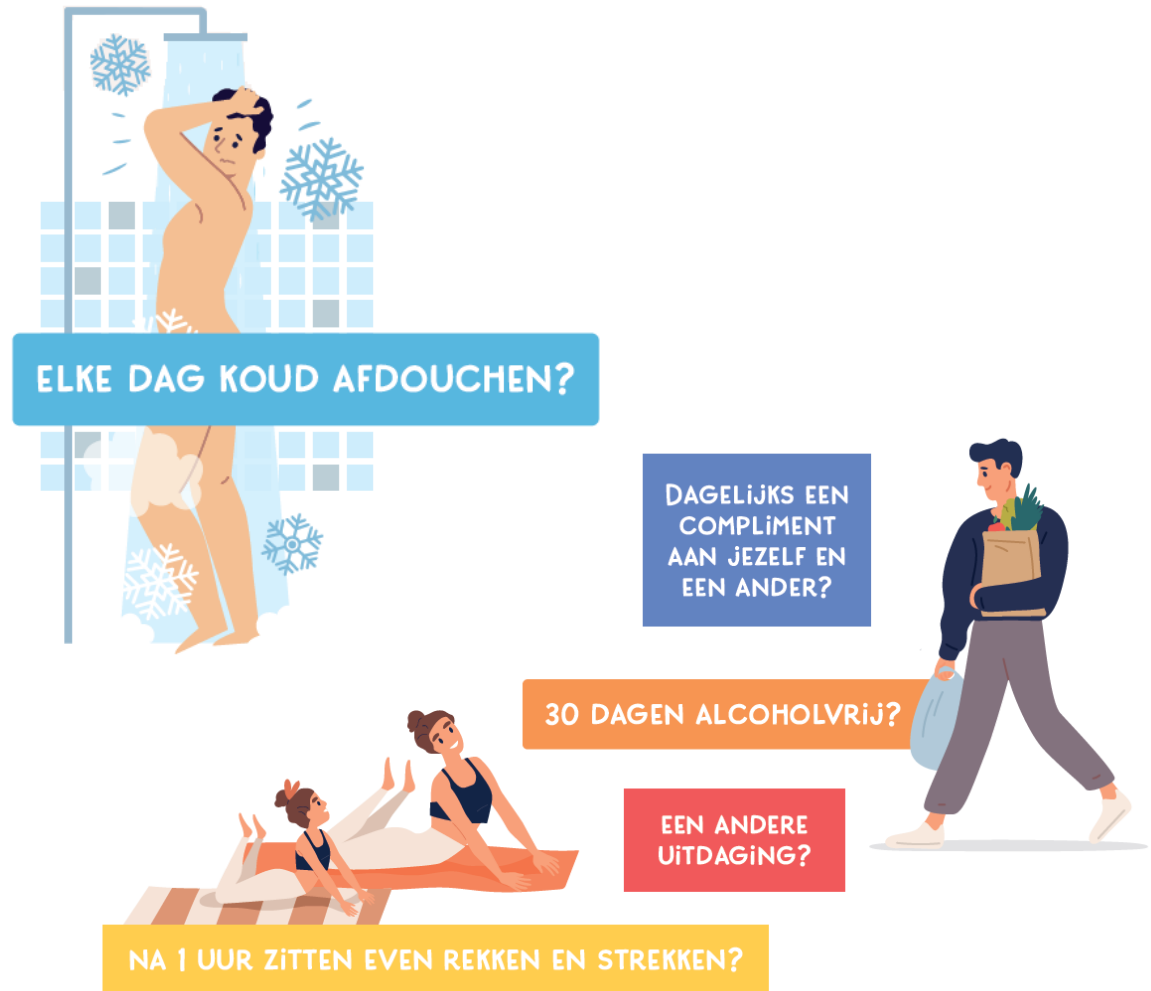 ELKE DAG KOUD AFDOUCHEN?
DAGELIJKS EEN
COMPLIMENT
AAN JEZELF EN
EEN ANDER?
30 DAGEN ALCOHOLVRIJ?
EEN ANDERE
UITDAGING?
NA 1 UUR ZITTEN EVEN REKKEN EN STREKKEN?